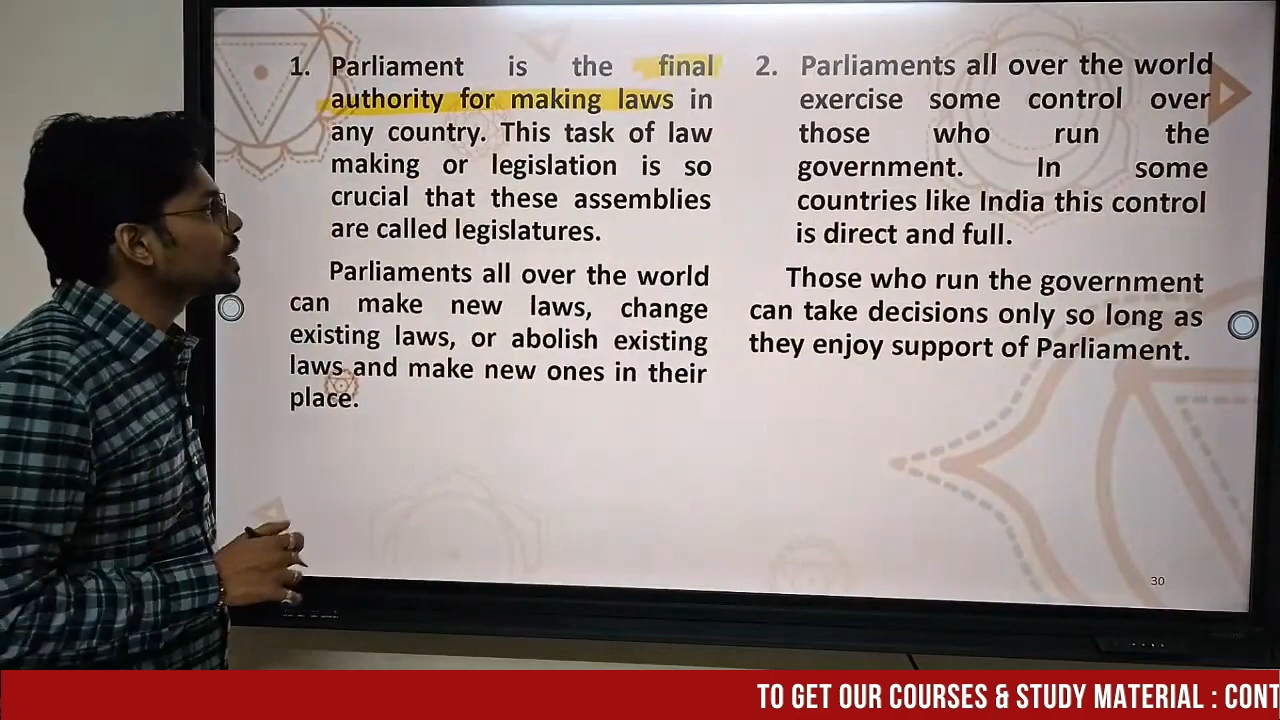 1. Parliament is the final
authority for making laws in
any country. This task of law
making or legislation is so
crucial that these assemblies
are called legislatures.
Parliaments all over the world
can make new laws, change
existing laws, or abolish existing
laws and make new ones in their
place.
2. Parliaments all over the world
exercise some control over
those who run the
government. In some
countries like India this control
is direct and full.
Those who run the government
can take decisions only so long as
they enjoy support of Parliament.
30
TO GET OUR COURSES & STUDY MATERIAL : CONT